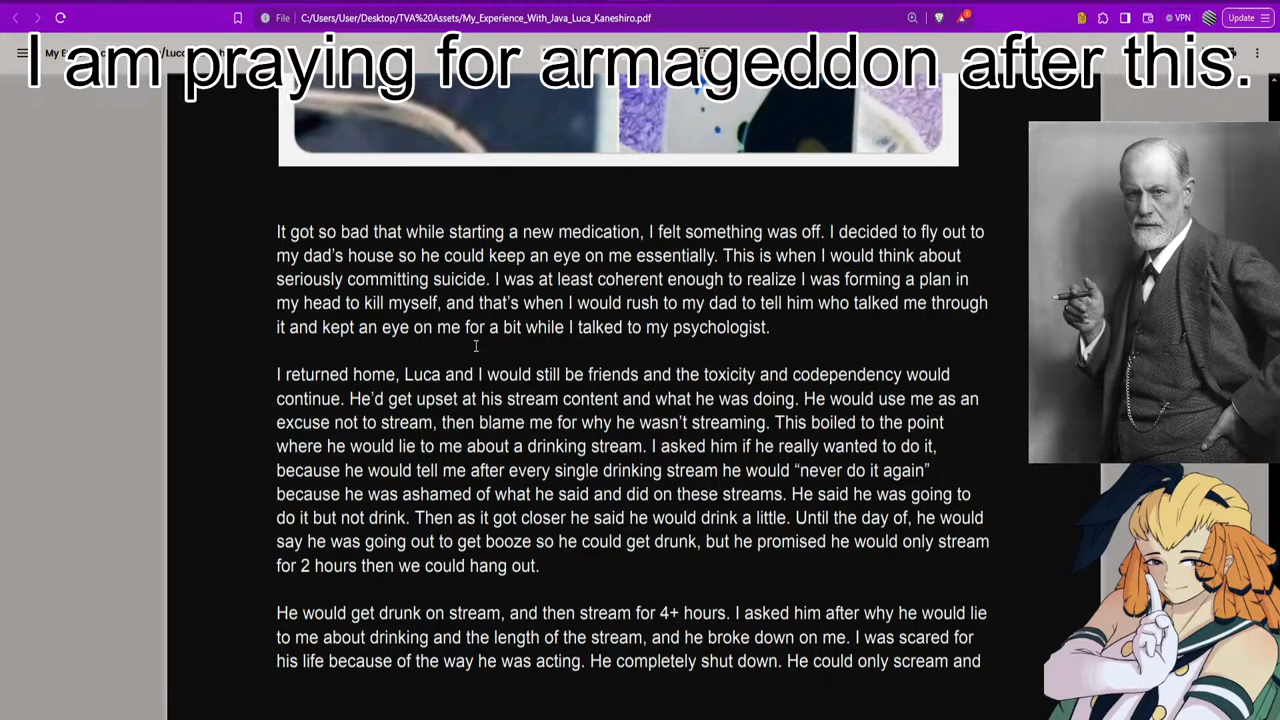 File
C:/Users/User/Desktop/TVA%20Assets/My_Experience_With_Java_Luca_Kaneshiro.pdf
VPN
Update
I am praying for armageddon after this.
It got so bad that while starting a new medication, I felt something was off. I decided to fly out to
my dad's house so he could keep an eye on me essentially. This is when I would think about
seriously committing suicide. I was at least coherent enough to realize I was forming a plan in
my head to kill myself, and that's when I would rush to my dad to tell him who talked me through
it and kept an eye on me for a bit while I talked to my psychologist.
I returned home, Luca and I would still be friends and the toxicity and codependency would
continue. He'd get upset at his stream content and what he was doing. He would use me as an
excuse not to stream, then blame me for why he wasn't streaming. This boiled to the point
where he would lie to me about a drinking stream. I asked him if he really wanted to do it,
because he would tell me after every single drinking stream he would “never do it again”
because he was ashamed of what he said and did on these streams. He said he was going to
do it but not drink. Then as it got closer he said he would drink a little. Until the day of, he would
say he was going out to get booze so he could get drunk, but he promised he would only stream
for 2 hours then we could hang out.
He would get drunk on stream, and then stream for 4+ hours. I asked him after why he would lie
to me about drinking and the length of the stream, and he broke down on me. I was scared for
his life because of the way he was acting. He completely shut down. He could only scream and